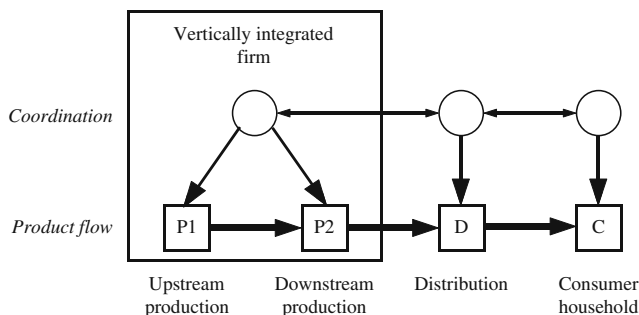 Vertically integrated
firm
Coordination
Product flow
P1
P2
D
C
Upstream
production
Downstream
production
Distribution
Consumer
household